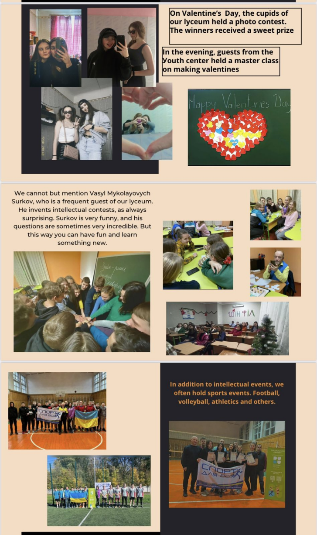 On Valentine's Day, the cupids of
our lyceum held a photo contest.
The winners received a sweet prize
In the evening, guests from the
Youth center held a master class
on making valentines
Happy Valentine's Day
We cannot but mention Vasyl Mykolayovych
Surkov, who is a frequent guest of our lyceum.
He invents intellectual contests, as always
surprising. Surkov is very funny, and his
questions are sometimes very incredible. But
this way you can have fun and learn
something new.
In addition to intellectual events, we
often hold sports events. Football,
volleyball, athletics and others.